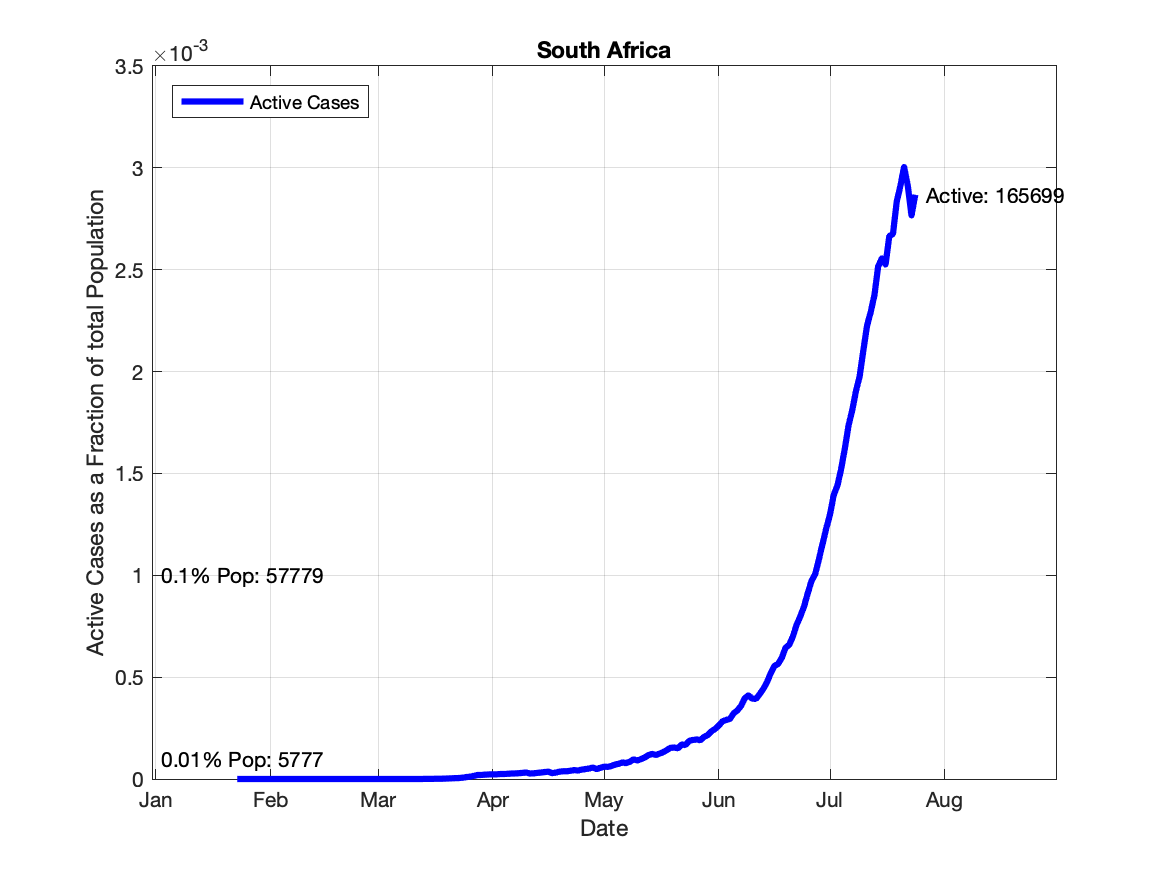 South Africa
×10^-3
Active Cases
3.5
3
2.5
2
1.5
1
0.5
0
Active Cases as a Fraction of total Population
Active: 165699
0.1% Pop: 57779
0.01% Pop: 5777
Jan Feb Mar Apr May Jun Jul Aug
Date